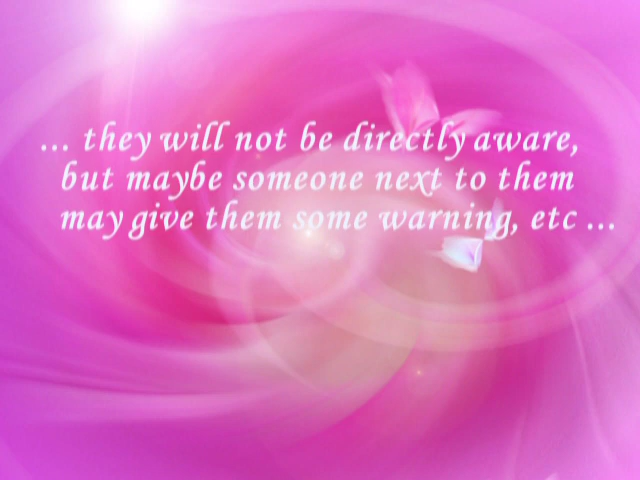 ... they will not be directly aware,
but maybe someone next to them
may give them some warning, etc ...